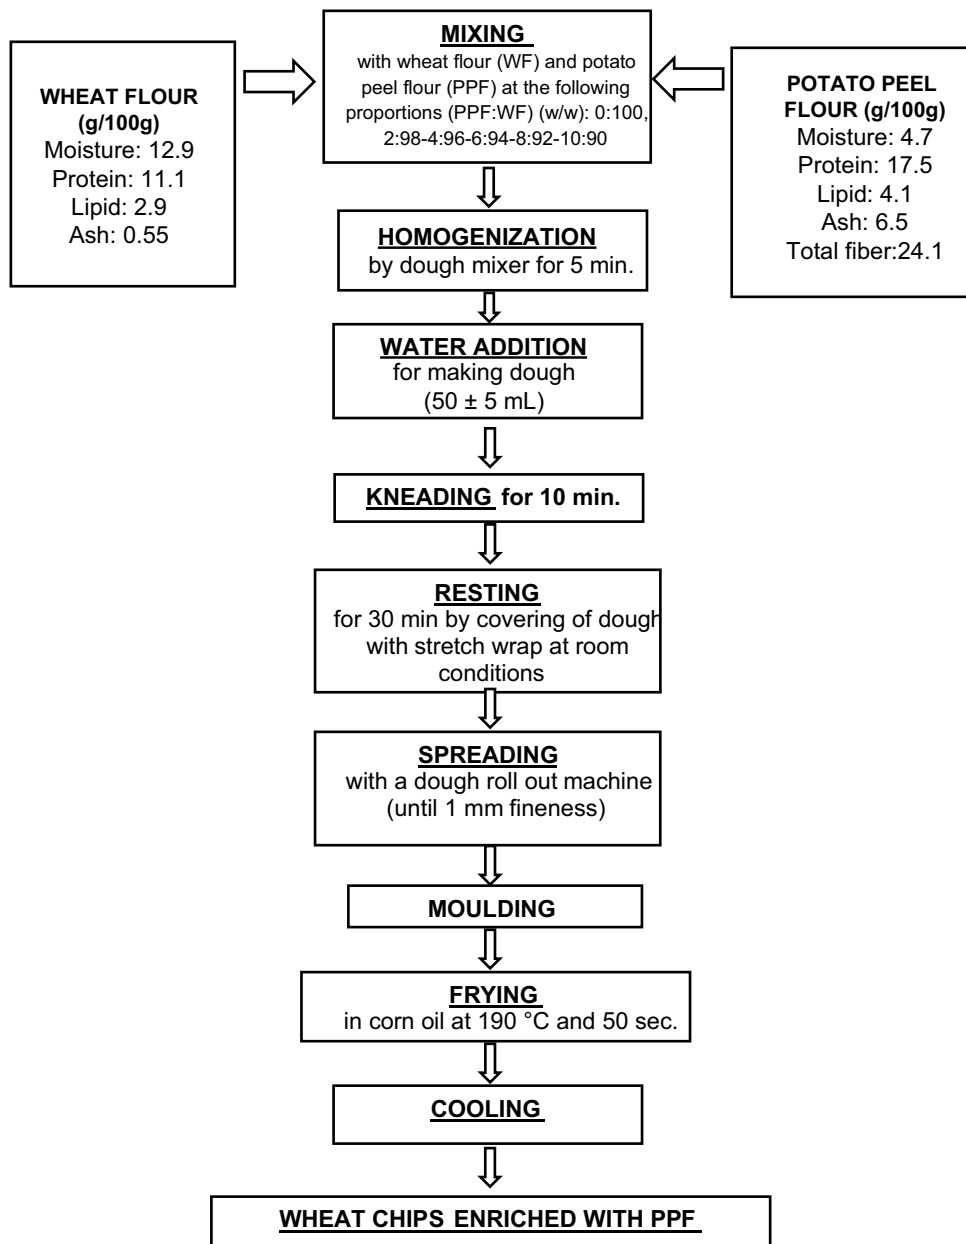 MIXING
with wheat flour (WF) and potato
peel flour (PPF) at the following
proportions (PPF:WF) (w/w): 0:100,
2:98-4:96-6:94-8:92-10:90
WHEAT FLOUR
(g/100g)
Moisture: 12.9
Protein: 11.1
Lipid: 2.9
Ash: 0.55
POTATO PEEL
FLOUR (g/100g)
Moisture: 4.7
Protein: 17.5
Lipid: 4.1
Ash: 6.5
Total fiber:24.1
HOMOGENIZATION
by dough mixer for 5 min.
WATER ADDITION
for making dough
(50 ± 5 mL)
KNEADING for 10 min.
RESTING
for 30 min by covering of dough
with stretch wrap at room
conditions
SPREADING
with a dough roll out machine
(until 1 mm fineness)
MOULDING
FRYING
in corn oil at 190 °C and 50 sec.
COOLING
WHEAT CHIPS ENRICHED WITH PPF